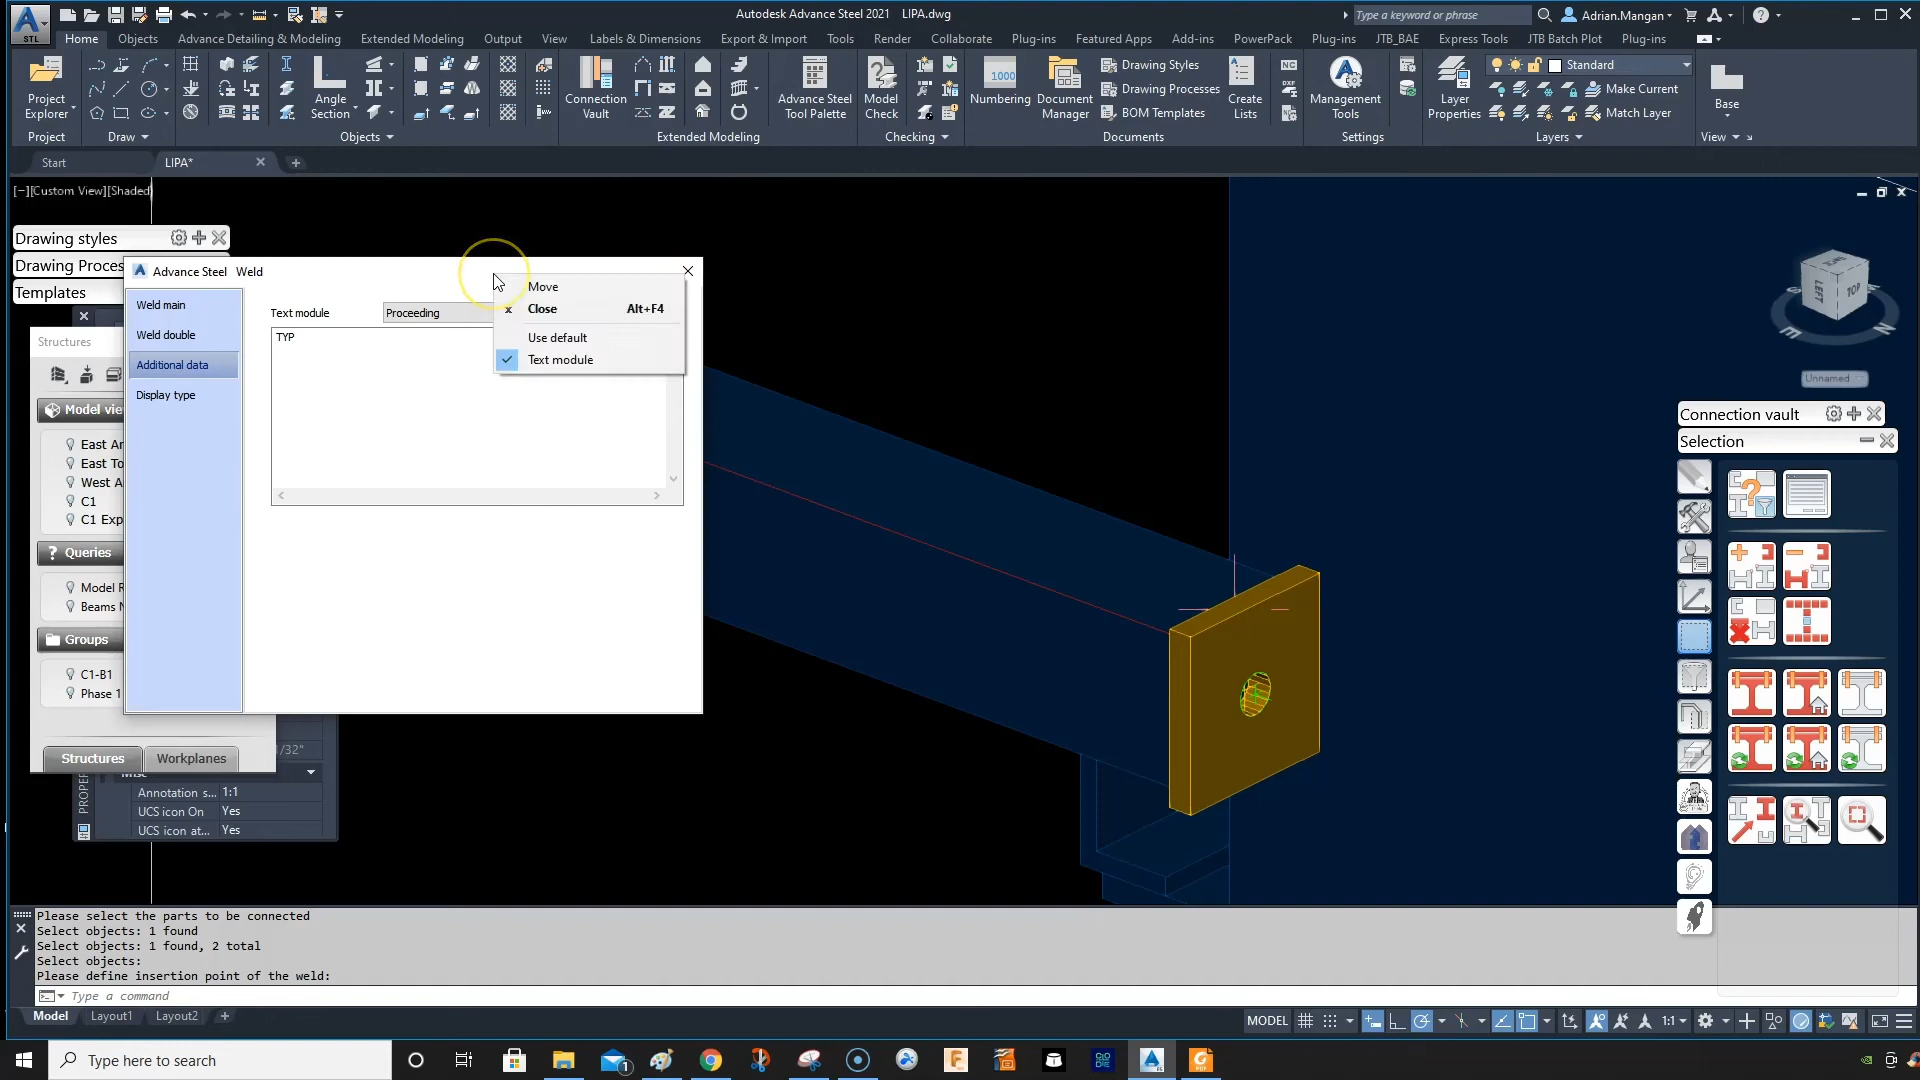 Autodesk Advance Steel 2021 LIPA.dwg
Type a keyword or phrase
Adrian.Mangan
STL
Home Objects Advance Detailing & Modeling Extended Modeling Output View Labels & Dimensions Export & Import Tools Render Collaborate Plug-ins Featured Apps Add-ins PowerPack Plug-ins JTB_BAE Express Tools JTB Batch Plot Plug-ins
Project Explorer
Angle Section
Connection Vault
Advance Steel Tool Palette
Model Check
1000
Numbering
Document Manager
Drawing Styles
Drawing Processes
BOM Templates
Create Lists
NC
DXF
Management Tools
Layer Properties
Standard
Make Current
Match Layer
Base
Project Draw Objects Extended Modeling Checking Documents Settings Layers View
Start LIPA*
[−][Custom View][Shaded]
Drawing styles
Drawing Proces
Templates
Advance Steel Weld
Weld main
Weld double
Additional data
Display type
Text module Proceeding
TYP
Move
x Close Alt+F4
Use default
Text module
Structures
Model vie
East Ar
East To
West A
C1
C1 Exp
Queries
Model R
Beams N
Groups
C1-B1
Phase 1
Structures Workplanes
1/32"
Misc
Annotation s... 1:1
UCS icon On Yes
UCS icon at... Yes
PROPE
TOP
N
E
Unnamed
Connection vault
Selection
Please select the parts to be connected
Select objects: 1 found
Select objects: 1 found, 2 total
Select objects:
Please define insertion point of the weld:
Type a command
Model Layout1 Layout2
MODEL 1:1
Type here to search